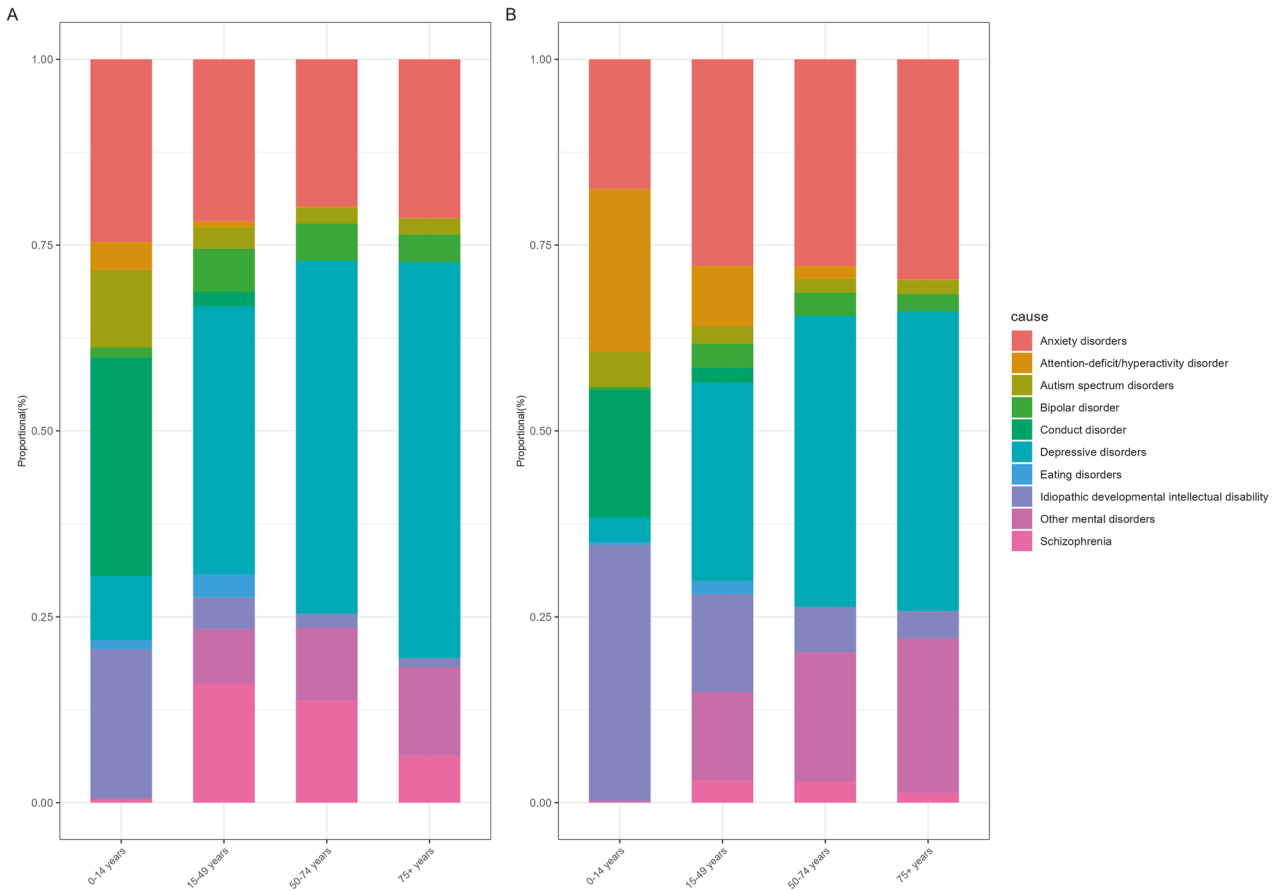 A
B
1.00
0.75
0.50
0.25
0.00
Proportional(%)
0-14 years
15-49 years
50-74 years
75+ years
1.00
0.75
0.50
0.25
0.00
Proportional(%)
0-14 years
15-49 years
50-74 years
75+ years
cause
Anxiety disorders
Attention-deficit/hyperactivity disorder
Autism spectrum disorders
Bipolar disorder
Conduct disorder
Depressive disorders
Eating disorders
Idiopathic developmental intellectual disability
Other mental disorders
Schizophrenia